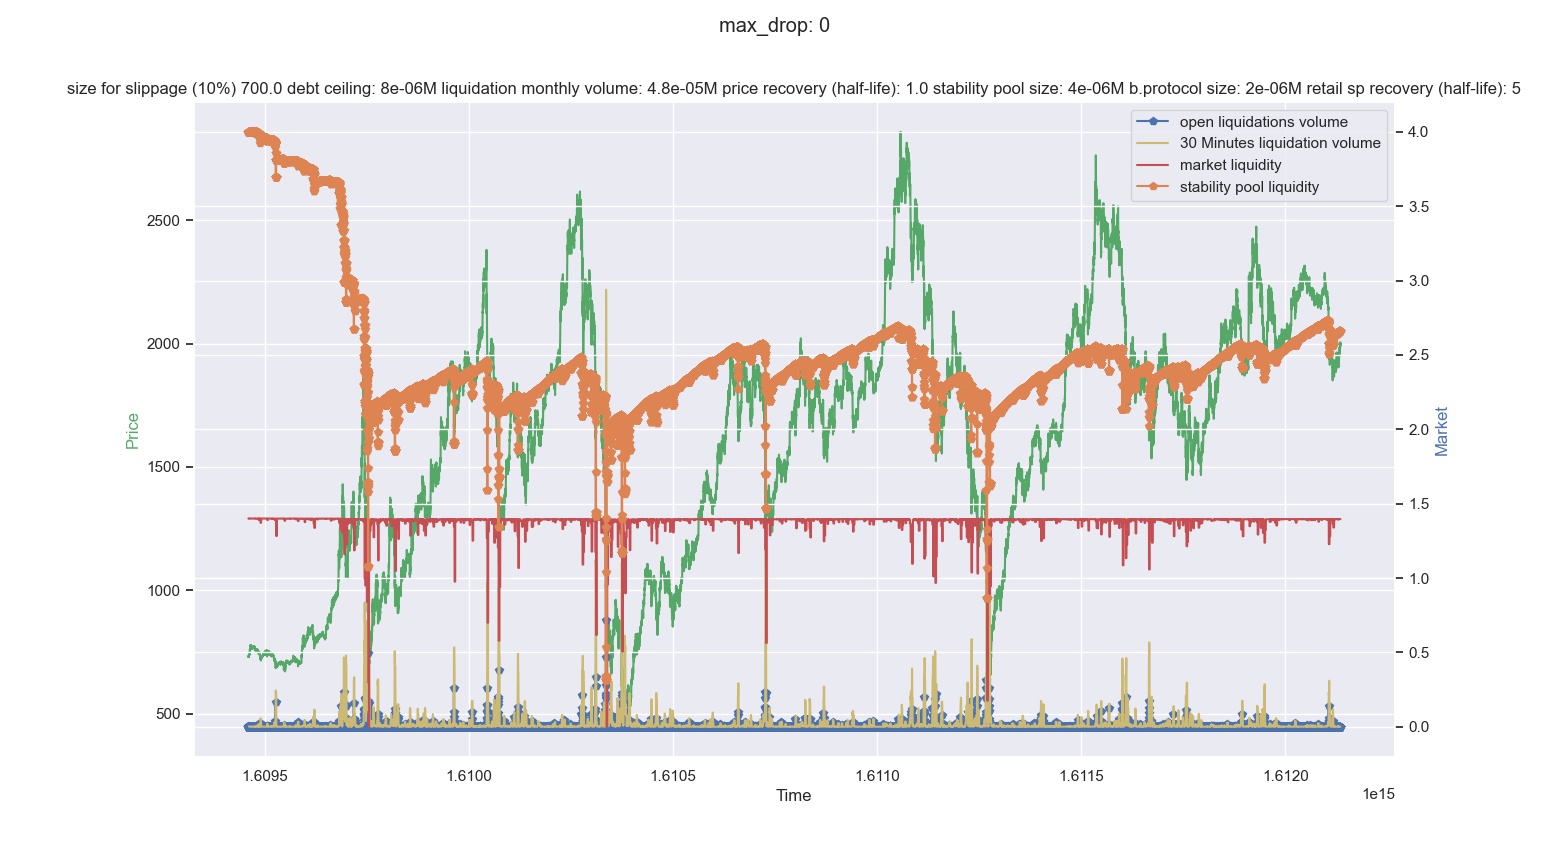 max_drop: 0
size for slippage (10%) 700.0 debt ceiling: 8e-06M liquidation monthly volume: 4.8e-05M price recovery (half-life): 1.0 stability pool size: 4e-06M b.protocol size: 2e-06M retail sp recovery (half-life): 5
open liquidations volume
30 Minutes liquidation volume
market liquidity
stability pool liquidity
Price
2500
2000
1500
1000
500
4.0
3.5
3.0
2.5
2.0
1.5
1.0
0.5
0.0
Market
1.6095
1.6100
1.6105
1.6110
1.6115
1.6120
1e15
Time